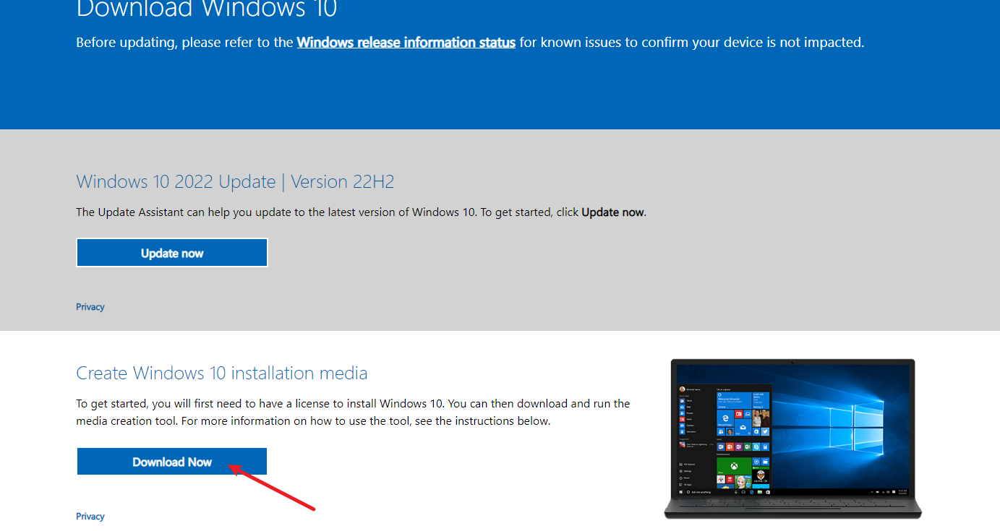 Download Windows 10
Before updating, please refer to the Windows release information status for known issues to confirm your device is not impacted.
Windows 10 2022 Update | Version 22H2
The Update Assistant can help you update to the latest version of Windows 10. To get started, click Update now.
Update now
Privacy
Create Windows 10 installation media
To get started, you will first need to have a license to install Windows 10. You can then download and run the
media creation tool. For more information on how to use the tool, see the instructions below.
Download Now
Privacy